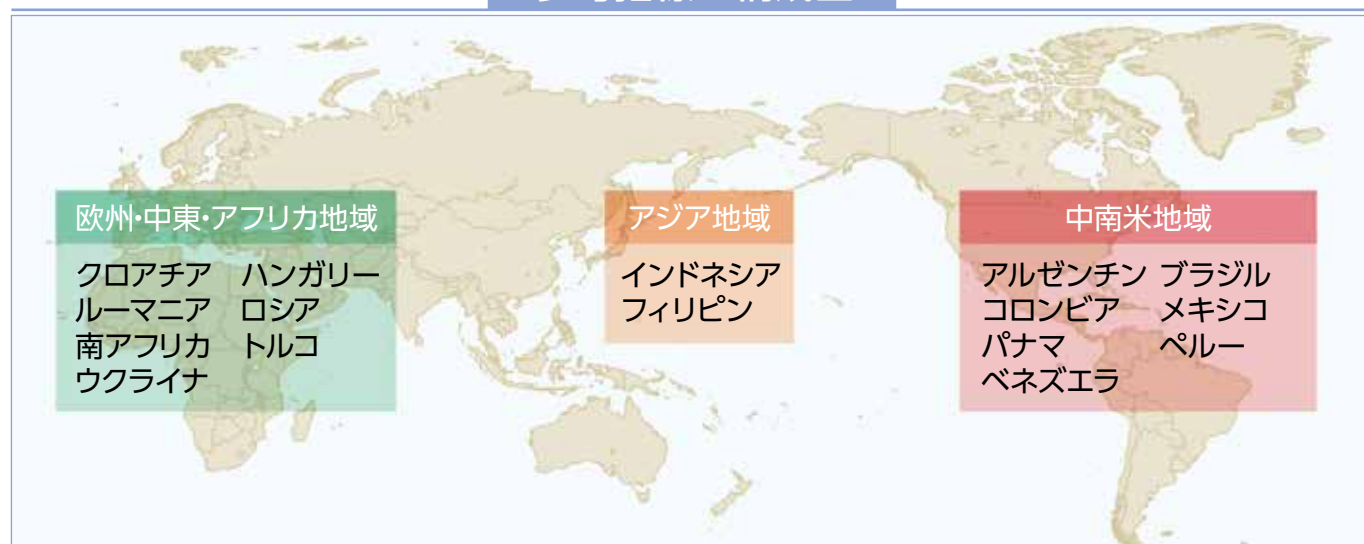 欧州・中東・アフリカ地域
クロアチア ハンガリー
ルーマニア ロシア
南アフリカ トルコ
ウクライナ
アジア地域
インドネシア
フィリピン
中南米地域
アルゼンチン ブラジル
コロンビア メキシコ
パナマ ペルー
ベネズエラ